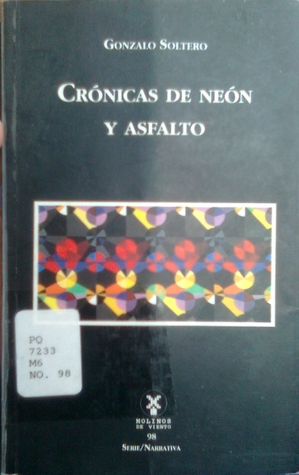 GONZALO SOLTERO
CRÓNICAS DE NEÓN
Y ASFALTO
PQ
7233
M6
NO. 98
MOLINOS
DE VIENTO
98
SERIE/NARRATIVA